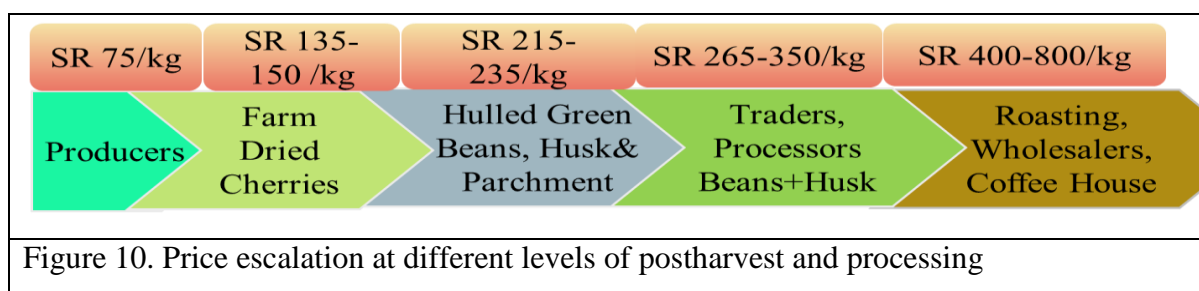 SR 75/kg
SR 135-
150 /kg
SR 215-
235/kg
SR 265-350/kg
SR 400-800/kg
Producers
Farm
Dried
Cherries
Hulled Green
Beans, Husk&
Parchment
Traders,
Processors
Beans+Husk
Roasting,
Wholesalers,
Coffee House
Figure 10. Price escalation at different levels of postharvest and processing